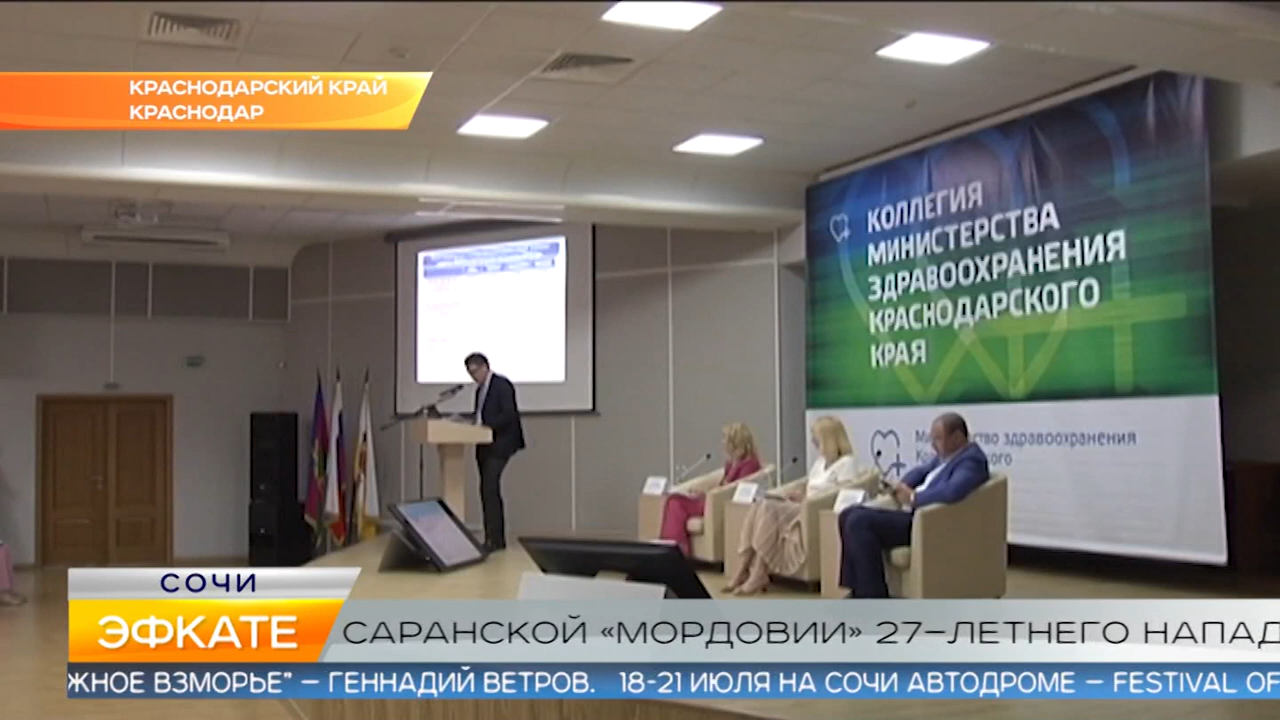 КРАСНОДАРСКИЙ КРАЙ
КРАСНОДАР
КОЛЛЕГИЯ
МИНИСТЕРСТВА
ЗДРАВООХРАНЕНИЯ
КРАСНОДАРСКОГО
КРАЯ
здравоохранения
СОЧИ
ЭФКАТЕ
САРАНСКОЙ «МОРДОВИИ» 27–ЛЕТНЕГО НАПАД
ЖНОЕ ВЗМОРЬЕ" – ГЕННАДИЙ ВЕТРОВ. 18-21 ИЮЛЯ НА СОЧИ АВТОДРОМЕ – FESTIVAL OF